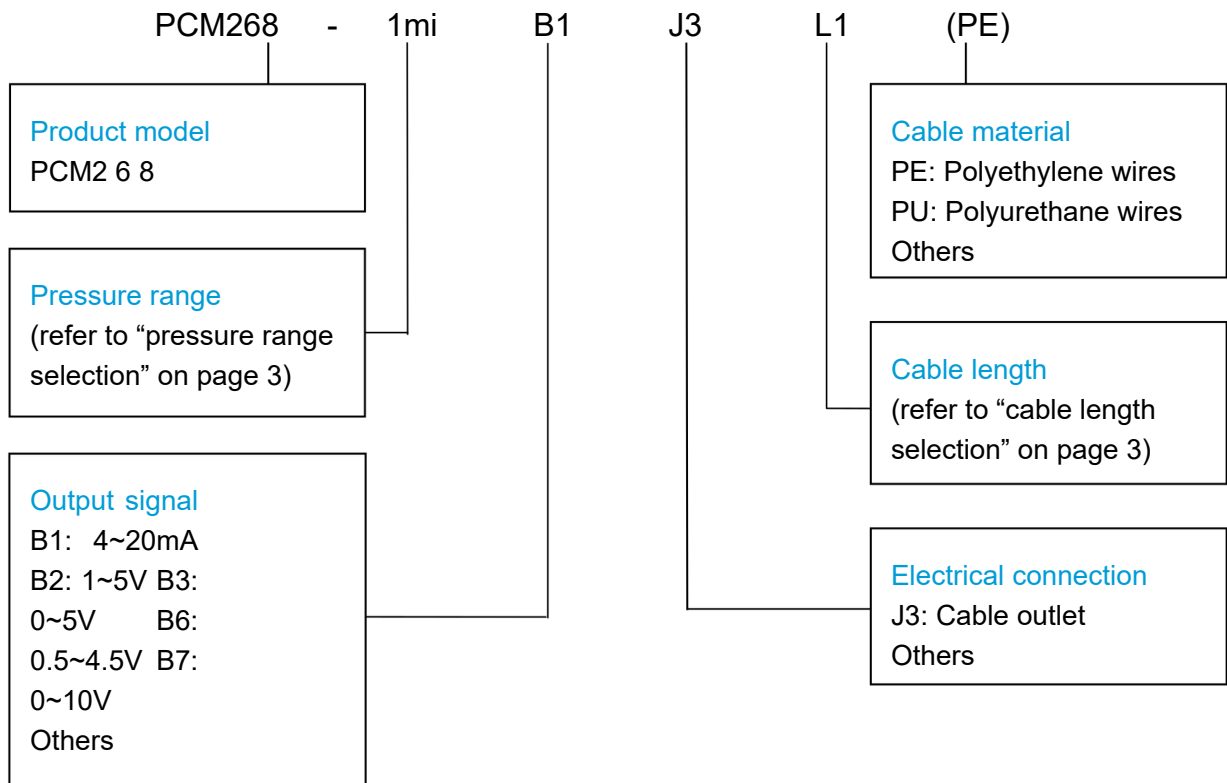 PCM268 - 1mi B1 J3 L1 (PE)
Product model
PCM2 6 8
Pressure range
(refer to “pressure range
selection” on page 3)
Output signal
B1: 4~20mA
B2: 1~5V B3:
0~5V B6:
0.5~4.5V B7:
0~10V
Others
Cable material
PE: Polyethylene wires
PU: Polyurethane wires
Others
Cable length
(refer to “cable length
selection” on page 3)
Electrical connection
J3: Cable outlet
Others